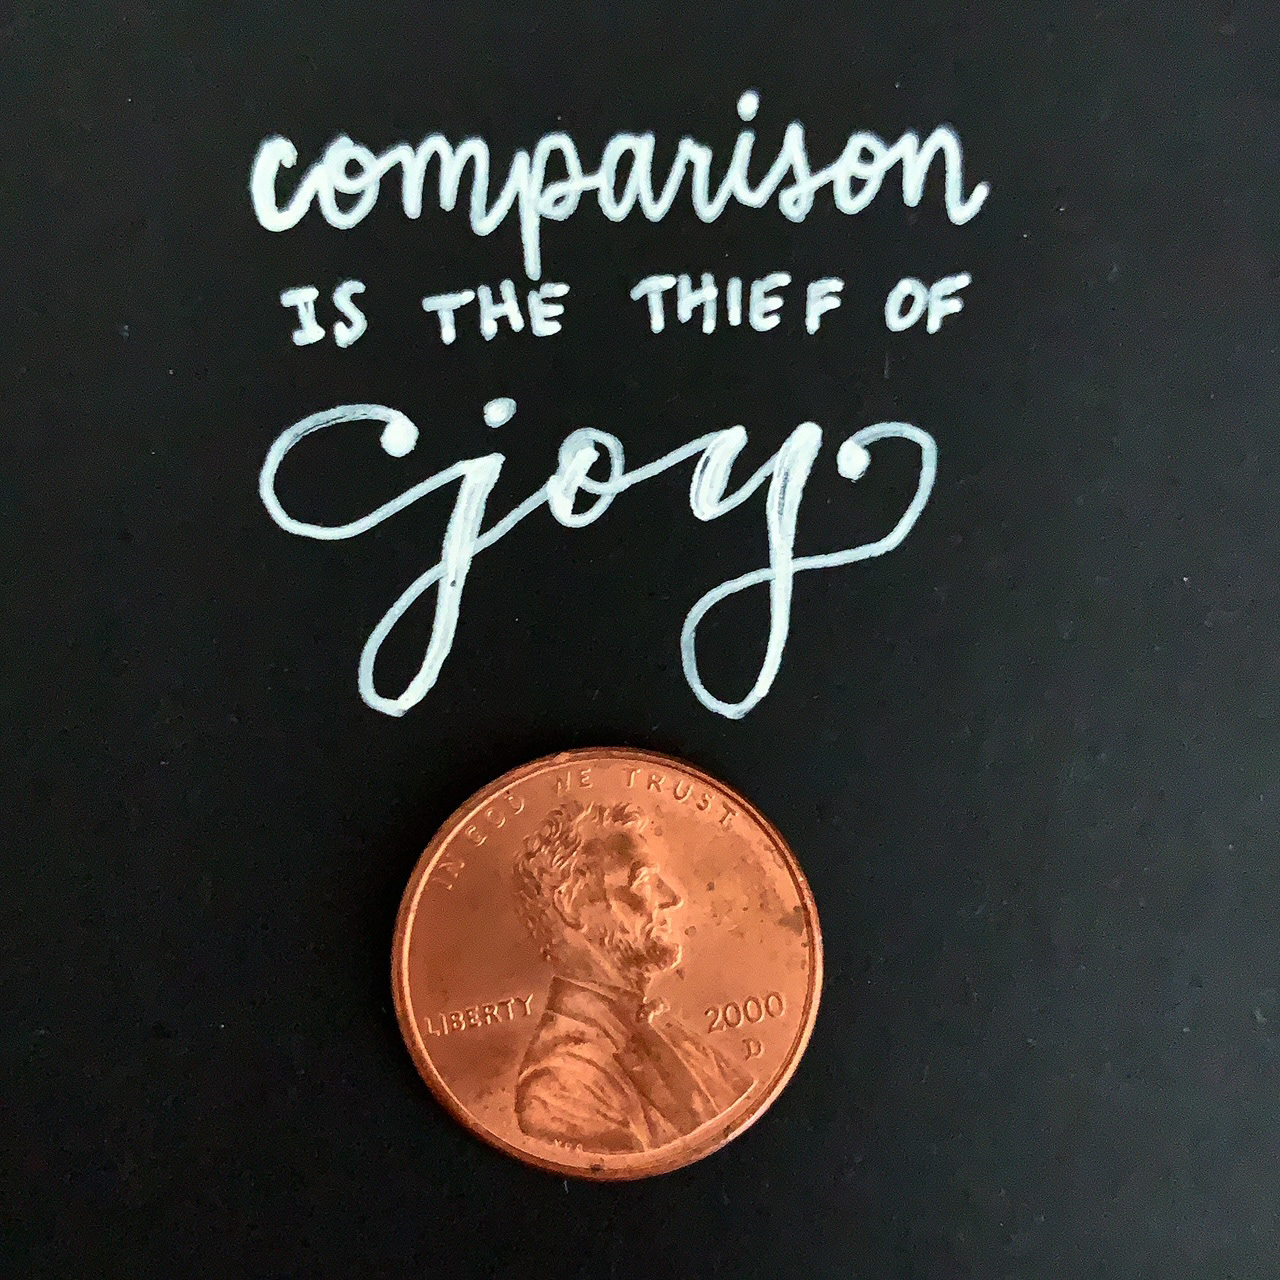 comparison
IS THE THIEF OF
joy
IN GOD WE TRUST
LIBERTY 2000
D